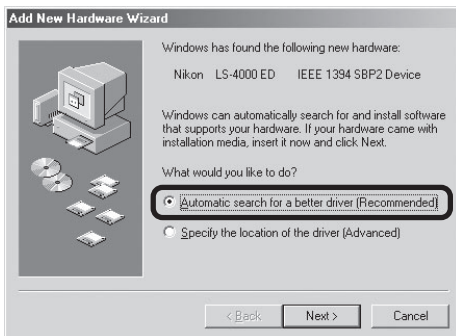 Add New Hardware Wizard
Windows has found the following new hardware:
Nikon LS-4000 ED IEEE 1394 SBP2 Device
Windows can automatically search for and install software
that supports your hardware. If your hardware came with
installation media, insert it now and click Next.
What would you like to do?
Automatic search for a better driver (Recommended)
Specify the location of the driver (Advanced)
< Back Next > Cancel